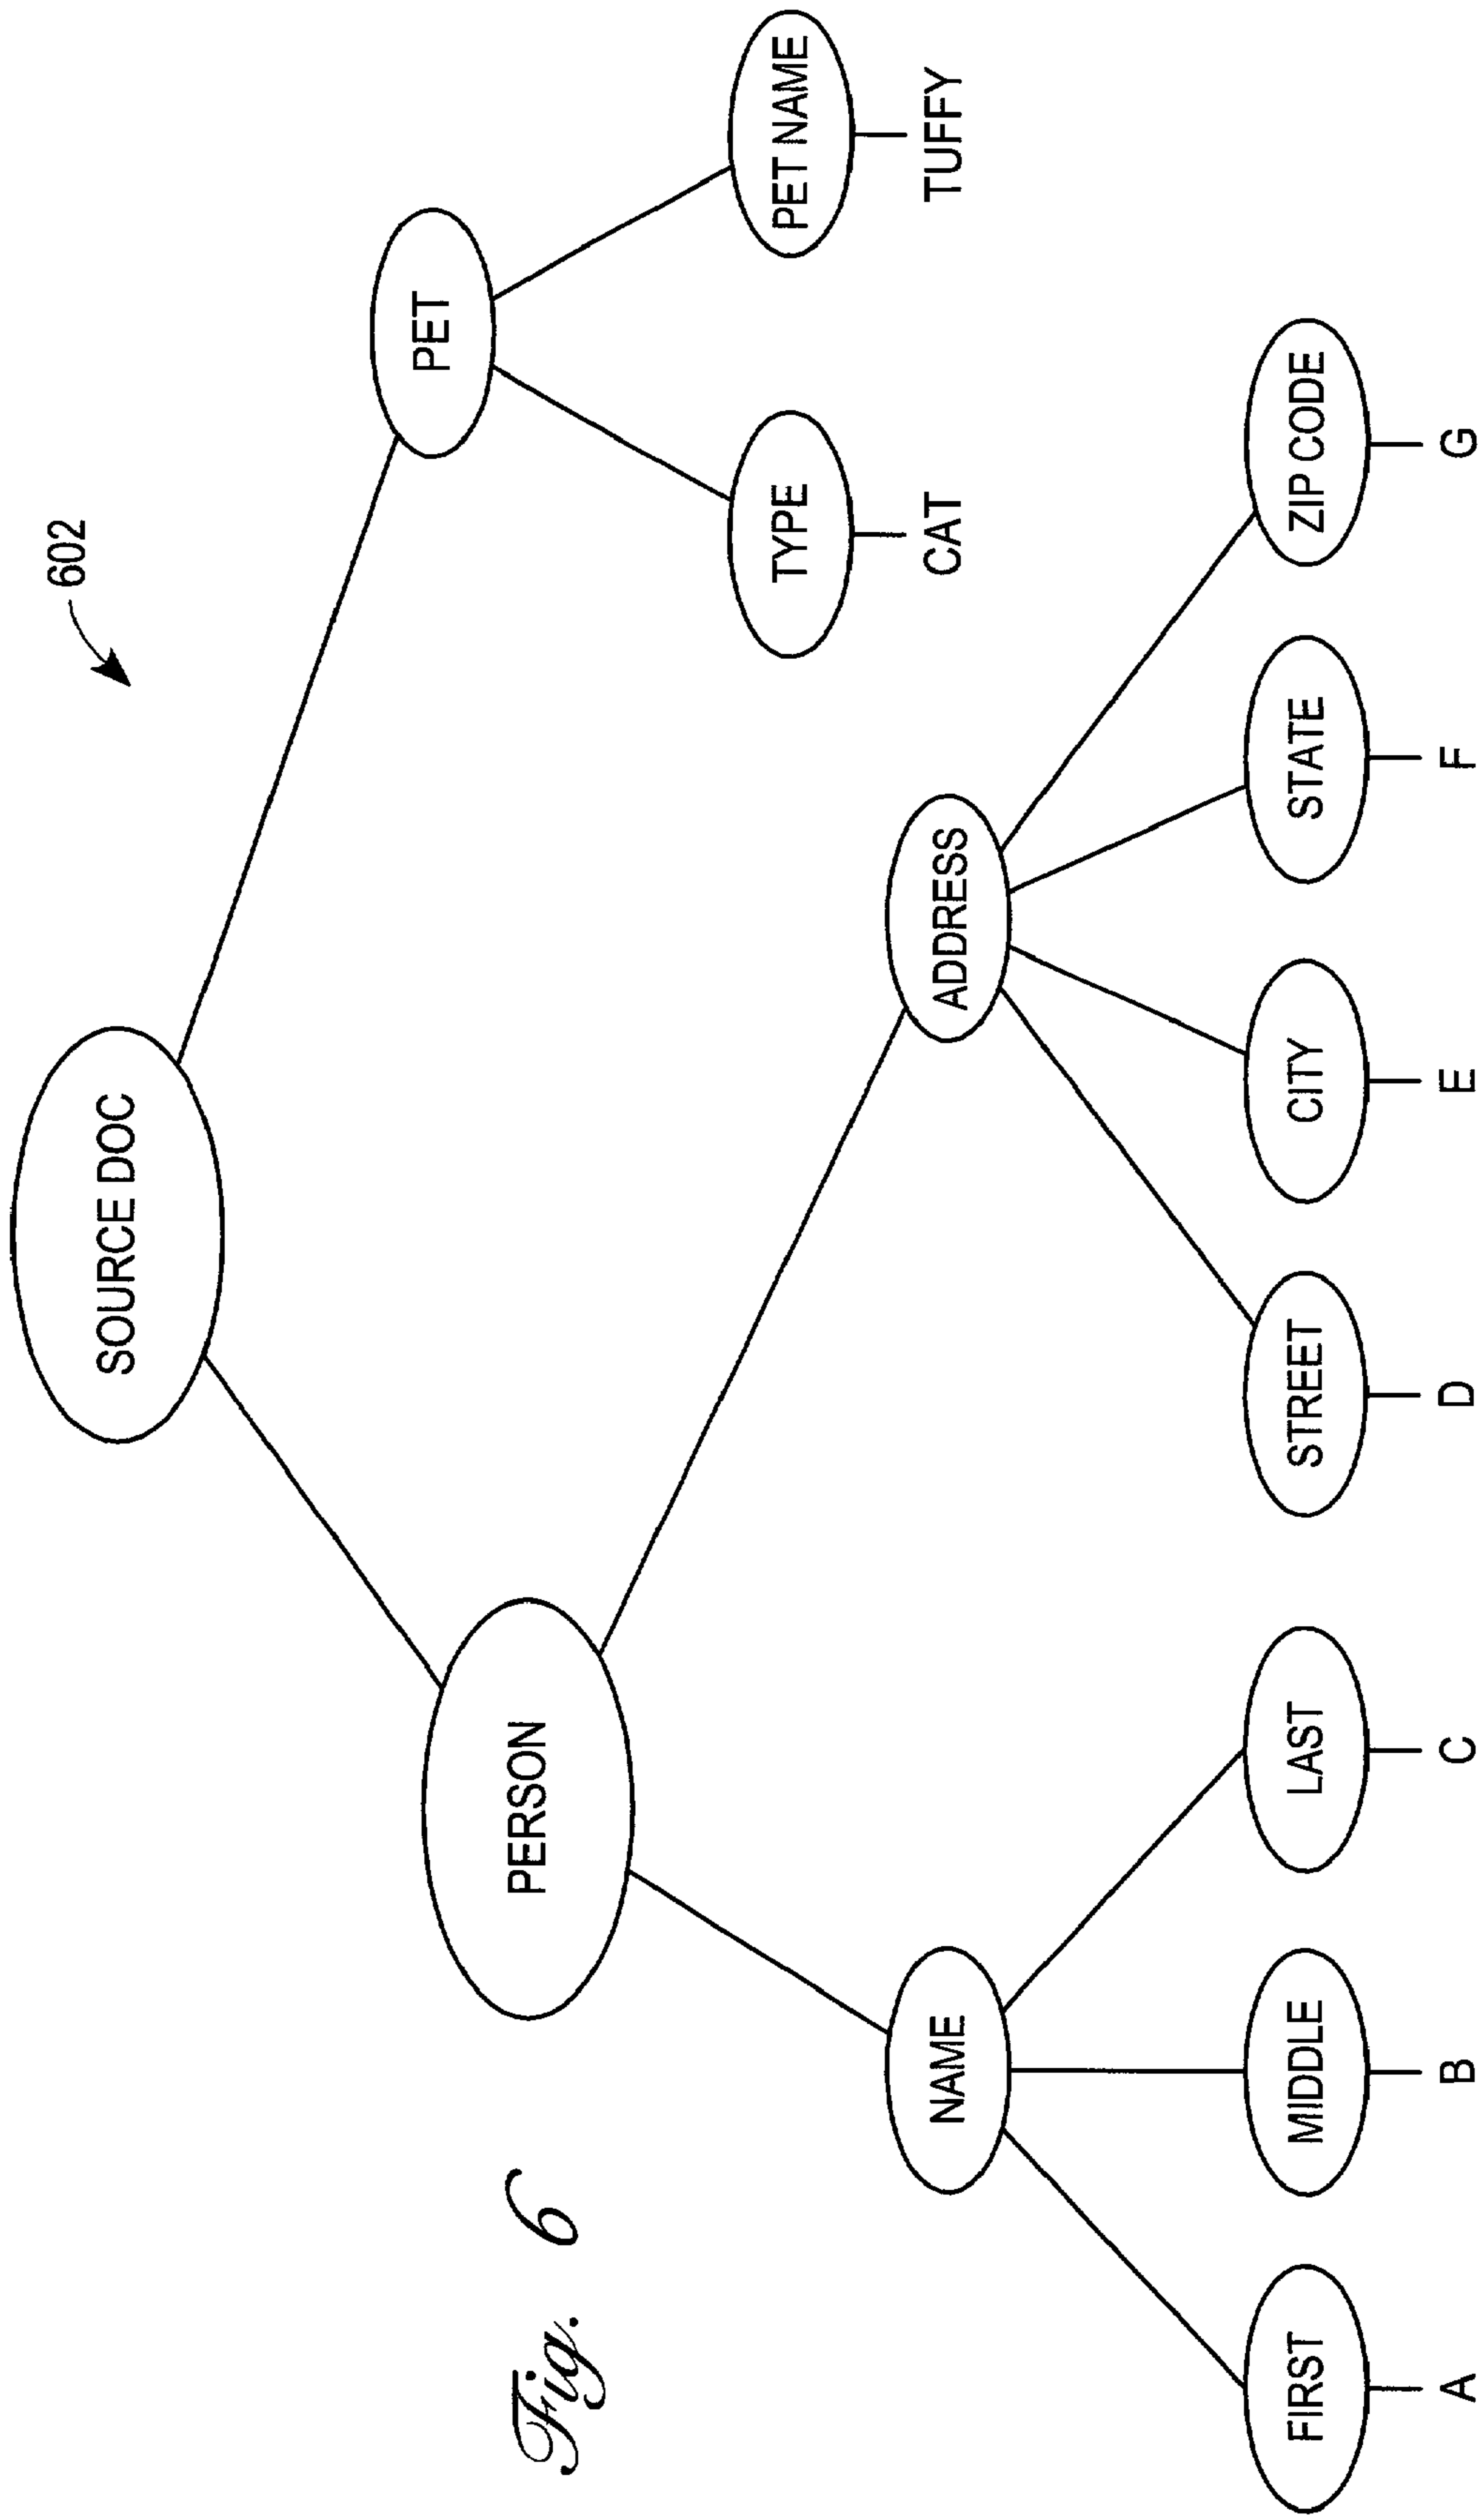 602
SOURCE DOC
PET
PERSON
TYPE
PET NAME
CAT
TUFFY
NAME
ADDRESS
FIRST
MIDDLE
LAST
STREET
CITY
STATE
ZIP CODE
A
B
C
D
E
F
G
Fig. 6